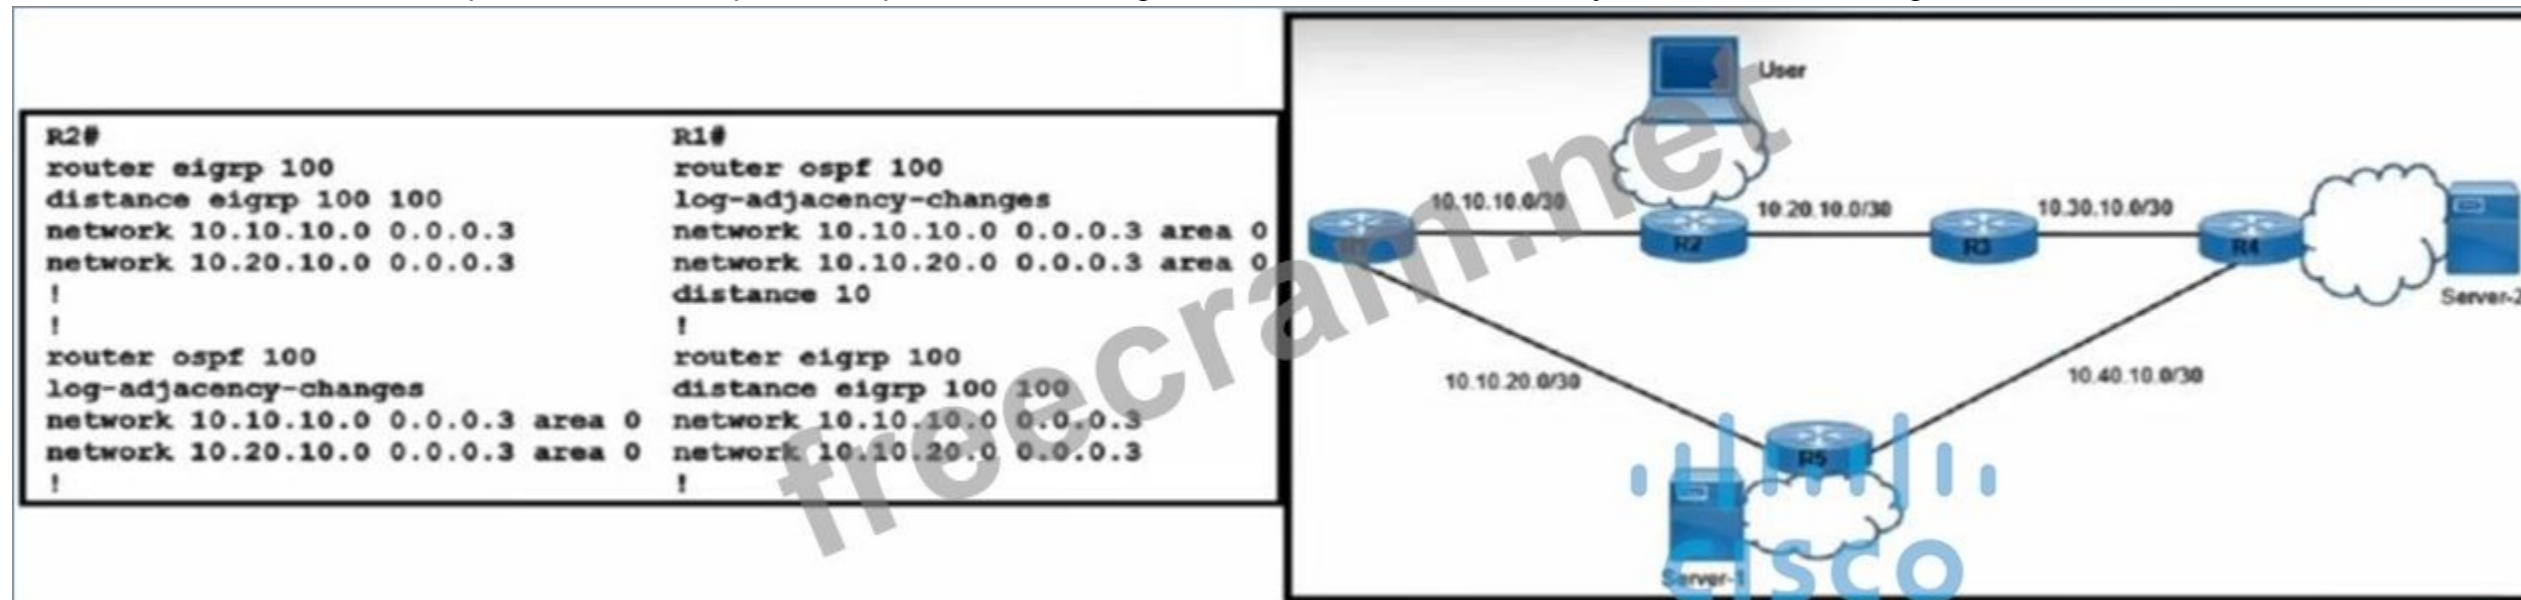 R2#
router eigrp 100
distance eigrp 100 100
network 10.10.10.0 0.0.0.3
network 10.20.10.0 0.0.0.3
!
!
router ospf 100
log-adjacency-changes
network 10.10.10.0 0.0.0.3 area 0
network 10.20.10.0 0.0.0.3 area 0
!
R1#
router ospf 100
log-adjacency-changes
network 10.10.10.0 0.0.0.3 area 0
network 10.10.20.0 0.0.0.3 area 0
distance 10
!
router eigrp 100
distance eigrp 100 100
network 10.10.10.0 0.0.0.3
network 10.10.20.0 0.0.0.3
!
User
10.10.10.0/30
10.20.10.0/30
10.30.10.0/30
R1
R2
R3
R4
Server-2
10.10.20.0/30
10.40.10.0/30
R5
Server-1
cisco
freecram.net